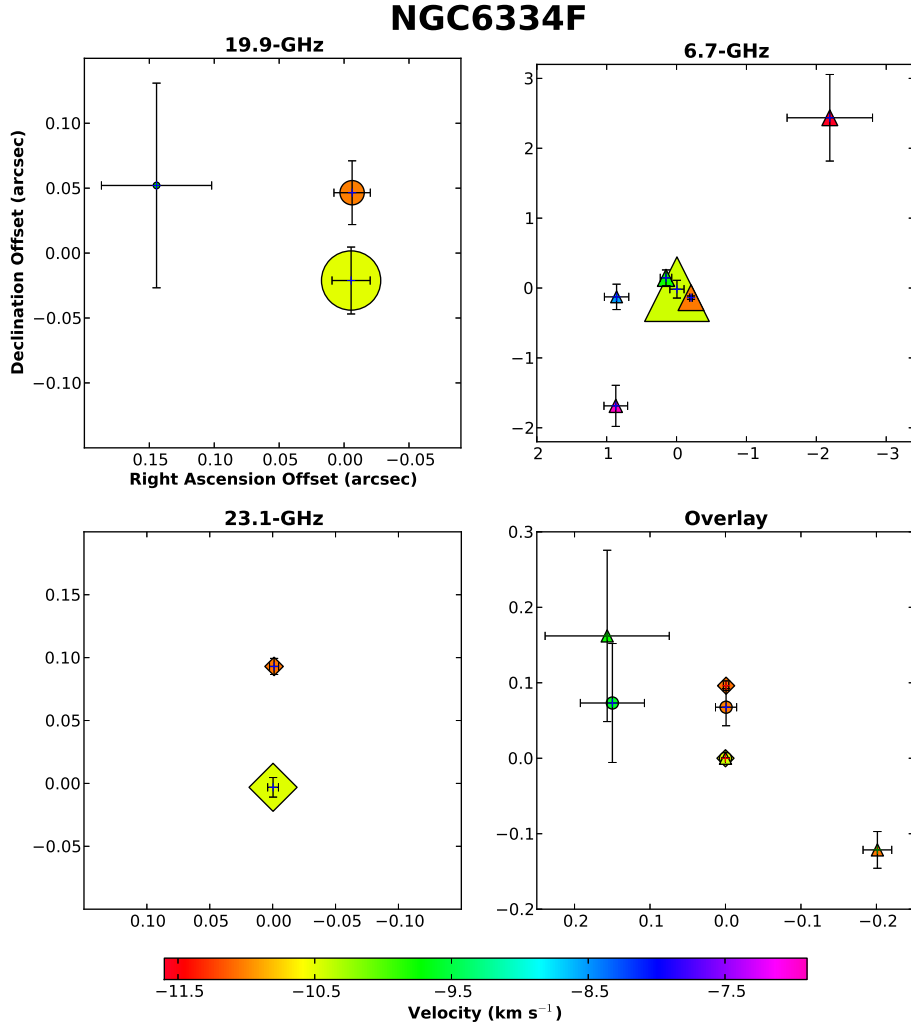 NGC6334F
19.9-GHz
6.7-GHz
Declination Offset (arcsec)
0.10
0.05
0.00
−0.05
−0.10
0.15 0.10 0.05 0.00 −0.05
Right Ascension Offset (arcsec)
3
2
1
0
−1
−2
2 1 0 −1 −2 −3
23.1-GHz
Overlay
0.15
0.10
0.05
0.00
−0.05
0.10 0.05 0.00 −0.05 −0.10
0.3
0.2
0.1
0.0
−0.1
−0.2
0.2 0.1 0.0 −0.1 −0.2
−11.5 −10.5 −9.5 −8.5 −7.5
Velocity (km s⁻¹)